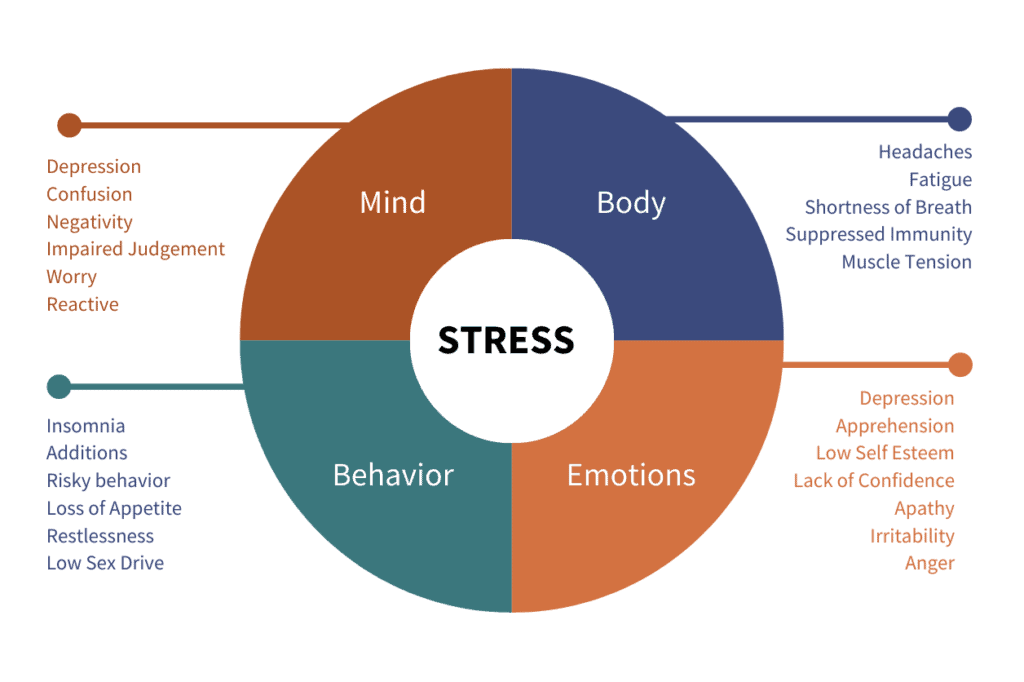 Mind
Depression
Confusion
Negativity
Impaired Judgement
Worry
Reactive
Body
Headaches
Fatigue
Shortness of Breath
Suppressed Immunity
Muscle Tension
STRESS
Behavior
Insomnia
Additions
Risky behavior
Loss of Appetite
Restlessness
Low Sex Drive
Emotions
Depression
Apprehension
Low Self Esteem
Lack of Confidence
Apathy
Irritability
Anger